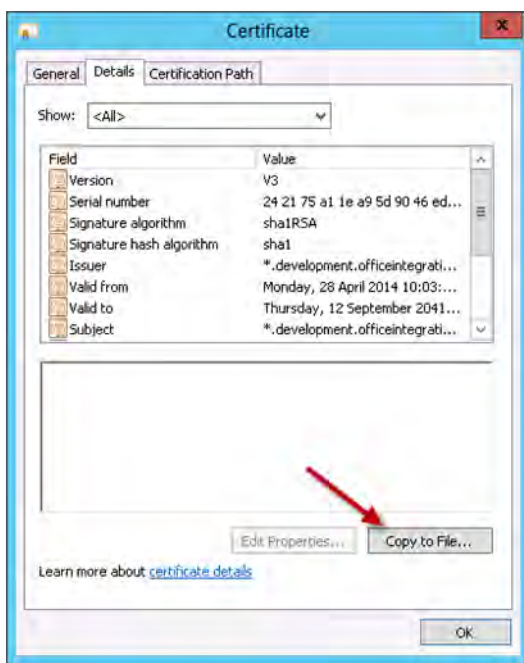 Certificate
x
General Details Certification Path
Show: <All>
Field Value
Version V3
Serial number 24 21 75 a1 1e a9 5d 90 46 ed...
Signature algorithm sha1RSA
Signature hash algorithm sha1
Issuer *.development.officeintegrati...
Valid from Monday, 28 April 2014 10:03:...
Valid to Thursday, 12 September 2041...
Subject *.development.officeintegrati...
Edit Properties... Copy to File...
Learn more about certificate details
OK